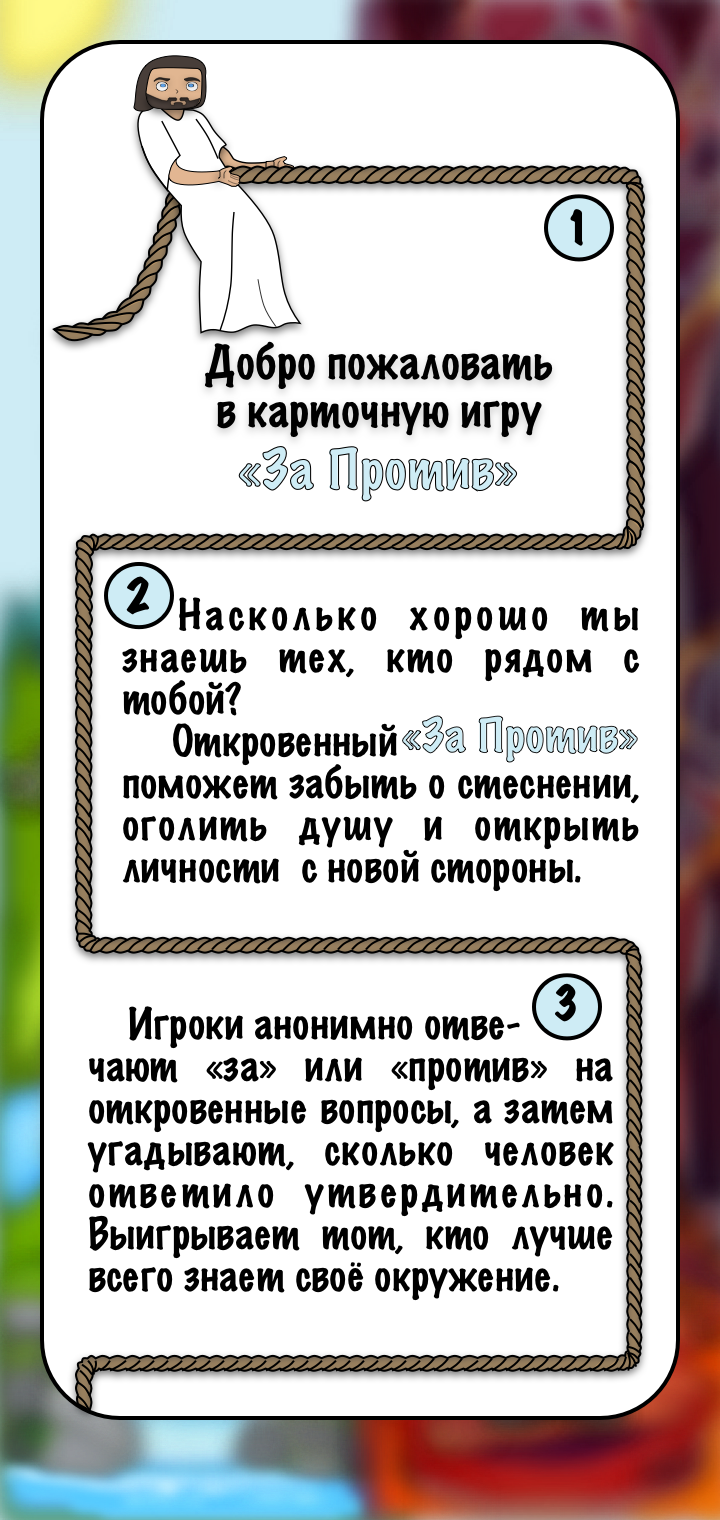 1
Добро пожаловать
в карточную игру
«За Против»
2
Насколько хорошо ты
знаешь тех, кто рядом с
тобой?
Откровенный «За Против»
поможет забыть о стеснении,
оголить душу и открыть
личности с новой стороны.
3
Игроки анонимно отве-
чают «за» или «против» на
откровенные вопросы, а затем
угадывают, сколько человек
ответило утвердительно.
Выигрывает тот, кто лучше
всего знает своё окружение.